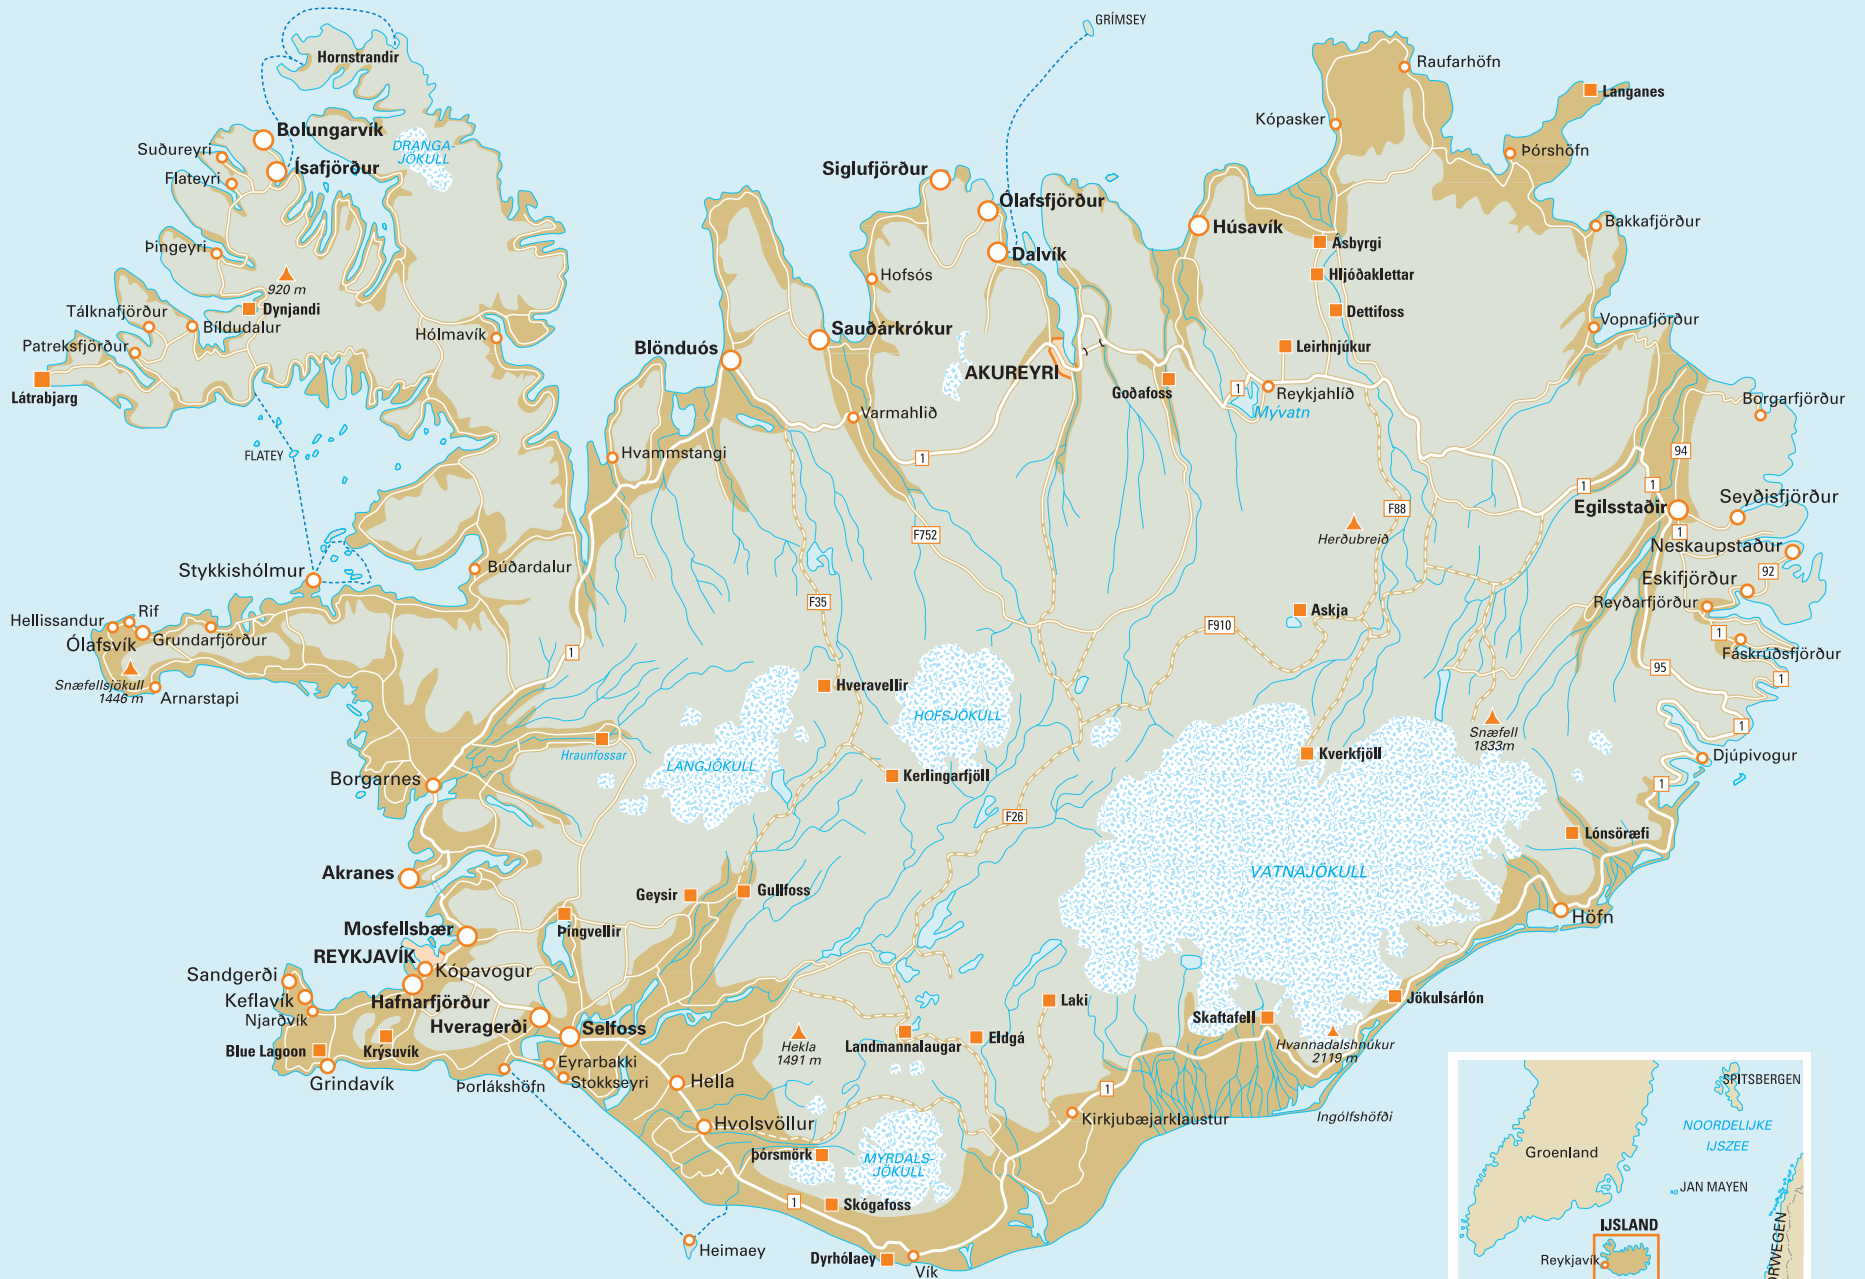 GRÍMSEY
Hornstrandir
Raufarhöfn
Langanes
Kópasker
Bolungarvík
Suðureyri
DRANGA-
JÖKULL
Þórshöfn
Ísafjörður
Flateyri
Siglufjörður
Ólafsfjörður
Húsavík
Bakkafjörður
Þingeyri
Dalvík
Ásbyrgi
Hofsós
Hljóðaklettar
920 m
Dynjandi
Tálknafjörður
Bíldudalur
Dettifoss
Vopnafjörður
Hólmavík
Sauðárkrókur
Patreksfjörður
Blönduós
Leirhnjúkur
AKUREYRI
Látrabjarg
Goðafoss
1
Reykjahlíð
Mývatn
Borgarfjörður
Varmahlið
FLATEY
Hvammstangi
1
94
1
1
Egilsstaðir
Seyðisfjörður
F88
Herðubreið
F752
1
Neskaupstaður
Stykkishólmur
Búðardalur
92
Eskifjörður
F35
Reyðarfjörður
Askja
Rif
Hellissandur
Grundarfjörður
Ólafsvík
F910
1
Fáskrúðsfjörður
1
95
1
Snæfellsjökull
1446 m
Arnarstapi
Hveravellir
HOFSJÖKULL
Snæfell
1833m
1
Hraunfossar
LANGJÖKULL
Kverkfjöll
Djúpivogur
Kerlingarfjöll
Borgarnes
1
F26
Lónsöræfi
Akranes
VATNAJÖKULL
Geysir
Gullfoss
Höfn
Mosfellsbær
Þingvellir
REYKJAVÍK
Kópavogur
Sandgerði
Keflavík
Hafnarfjörður
Jökulsárlón
Laki
Njarðvík
Hveragerði
Selfoss
Skaftafell
Blue Lagoon
Krýsuvík
Hekla
1491 m
Landmannalaugar
Eldgá
Hvannadalshnúkur
2119 m
Eyrarbakki
Grindavík
Þorlákshöfn
Stokkseyri
Hella
1
Ingólfshöfði
Kirkjubæjarklaustur
Hvolsvöllur
þórsmörk
MYRDALS-
JÖKULL
1
Skógafoss
Heimaey
Dyrhólaey
Vík
SPITSBERGEN
NOORDELIJKE
IJSZEE
Groenland
JAN MAYEN
IJSLAND
Reykjavík
ORWEGEN